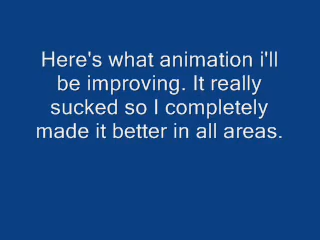 Here's what animation i'll
be improving. It really
sucked so I completely
made it better in all areas.